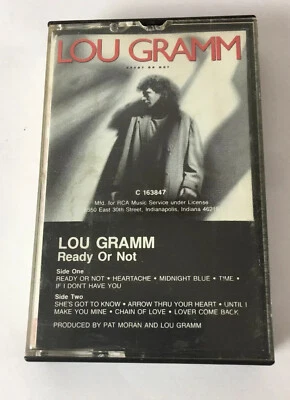 LOU GRAMM
READY OR NOT
C 163847
Mfd. for RCA Music Service under License
6550 East 30th Street, Indianapolis, Indiana 46219
LOU GRAMM
Ready Or Not
Side One
READY OR NOT • HEARTACHE • MIDNIGHT BLUE • TIME •
IF I DON'T HAVE YOU
Side Two
SHE'S GOT TO KNOW • ARROW THRU YOUR HEART • UNTIL I
MAKE YOU MINE • CHAIN OF LOVE • LOVER COME BACK
PRODUCED BY PAT MORAN AND LOU GRAMM